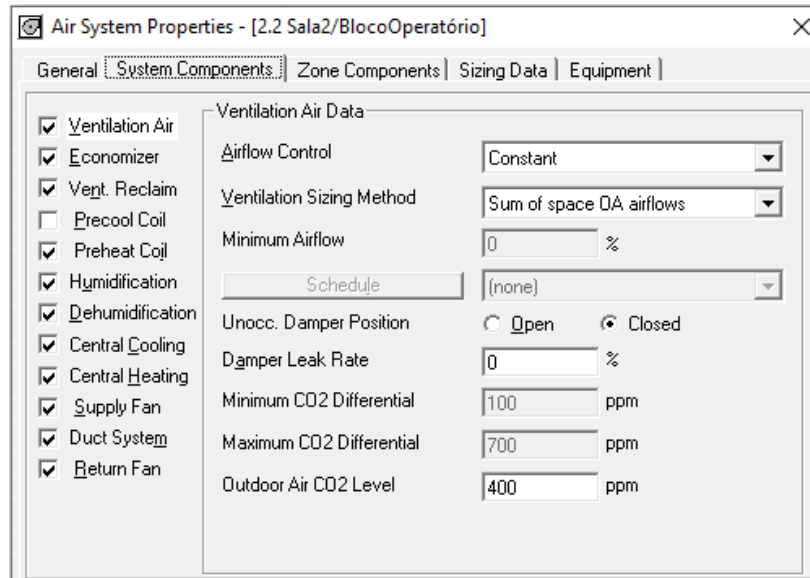 Air System Properties - [2.2 Sala2/BlocoOperatório]
General System Components Zone Components Sizing Data Equipment
Ventilation Air
Economizer
Vent. Reclaim
Precool Coil
Preheat Coil
Humidification
Dehumidification
Central Cooling
Central Heating
Supply Fan
Duct System
Return Fan
Ventilation Air Data
Airflow Control Constant
Ventilation Sizing Method Sum of space OA airflows
Minimum Airflow 0 %
Schedule (none)
Unocc. Damper Position Open Closed
Damper Leak Rate 0 %
Minimum CO2 Differential 100 ppm
Maximum CO2 Differential 700 ppm
Outdoor Air CO2 Level 400 ppm